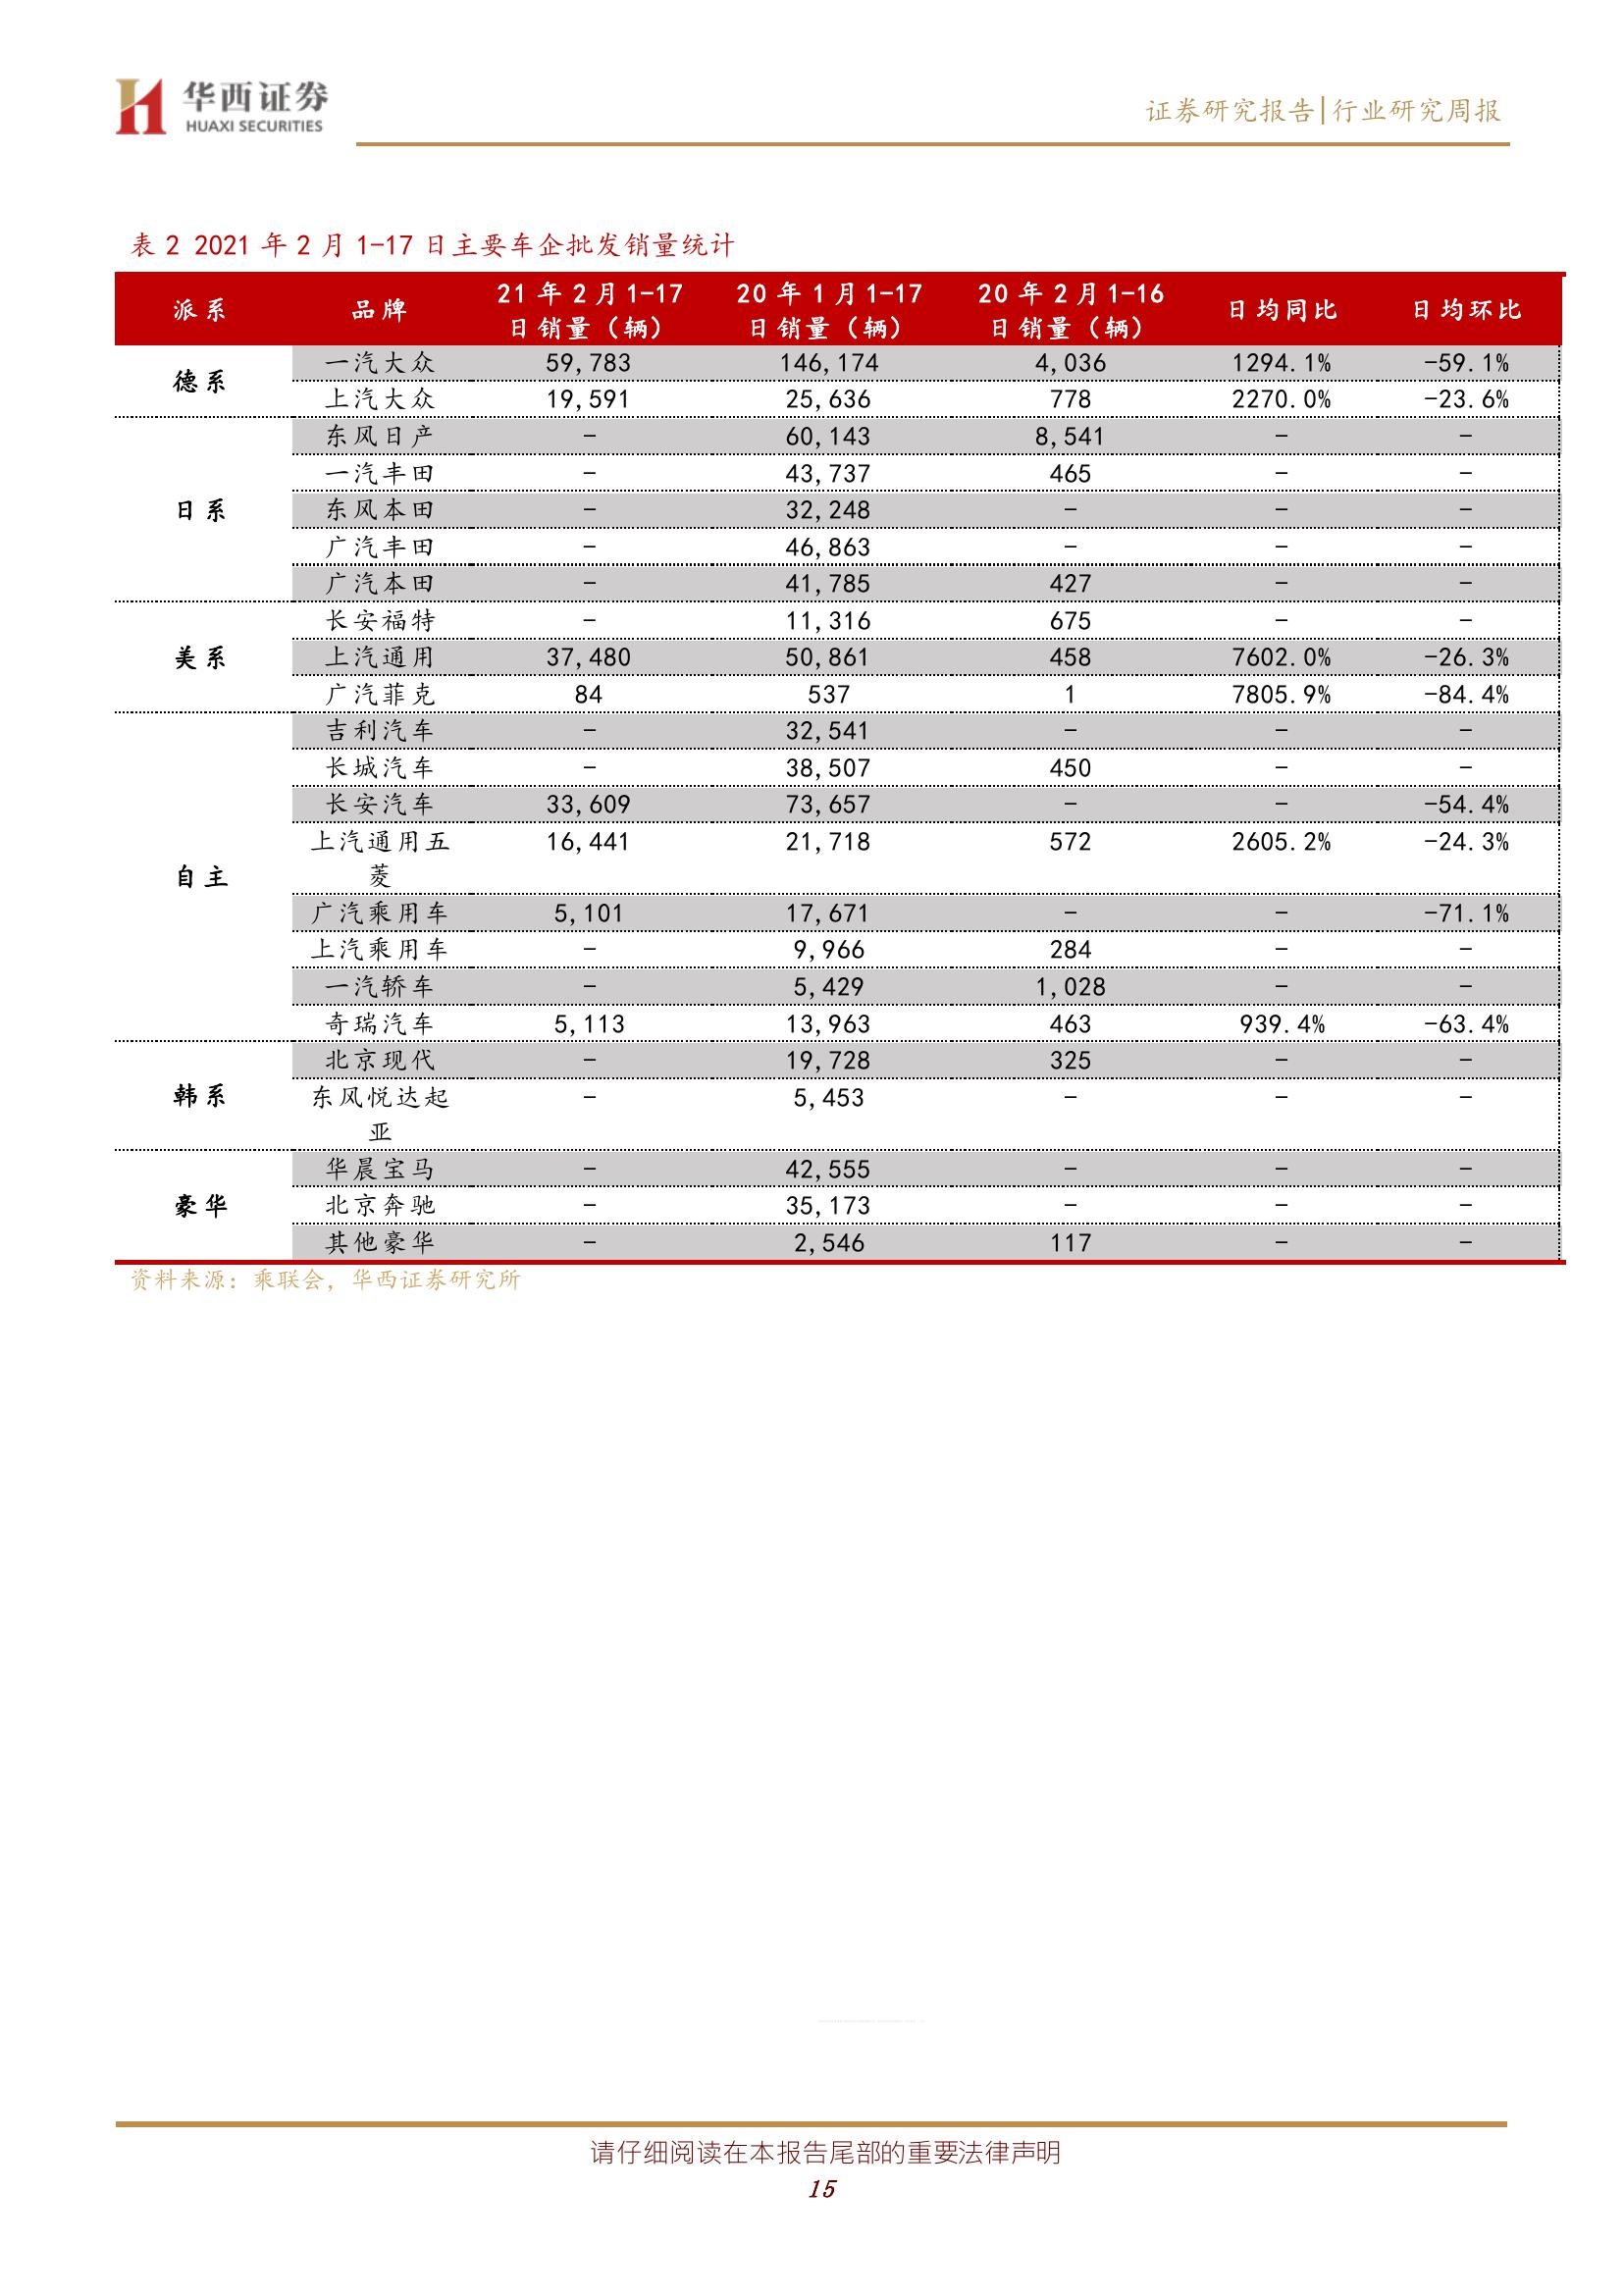 华西证券
HUAXI SECURITIES
证券研究报告|行业研究周报
表 2 2021 年 2 月 1-17 日主要车企批发销量统计
派系 品牌 21 年 2 月 1-17 日销量（辆） 20 年 1 月 1-17 日销量（辆） 20 年 2 月 1-16 日销量（辆） 日均同比 日均环比
德系 一汽大众 59,783 146,174 4,036 1294.1% -59.1%
上汽大众 19,591 25,636 778 2270.0% -23.6%
日系 东风日产 - 60,143 8,541 - -
一汽丰田 - 43,737 465 - -
东风本田 - 32,248 - - -
广汽丰田 - 46,863 - - -
广汽本田 - 41,785 427 - -
美系 长安福特 - 11,316 675 - -
上汽通用 37,480 50,861 458 7602.0% -26.3%
广汽菲克 84 537 1 7805.9% -84.4%
自主 吉利汽车 - 32,541 - - -
长城汽车 - 38,507 450 - -
长安汽车 33,609 73,657 - - -54.4%
上汽通用五菱 16,441 21,718 572 2605.2% -24.3%
广汽乘用车 5,101 17,671 - - -71.1%
上汽乘用车 - 9,966 284 - -
一汽轿车 - 5,429 1,028 - -
奇瑞汽车 5,113 13,963 463 939.4% -63.4%
韩系 北京现代 - 19,728 325 - -
东风悦达起亚 - 5,453 - - -
豪华 华晨宝马 - 42,555 - - -
北京奔驰 - 35,173 - - -
其他豪华 - 2,546 117 - -
资料来源：乘联会，华西证券研究所
请仔细阅读在本报告尾部的重要法律声明
15